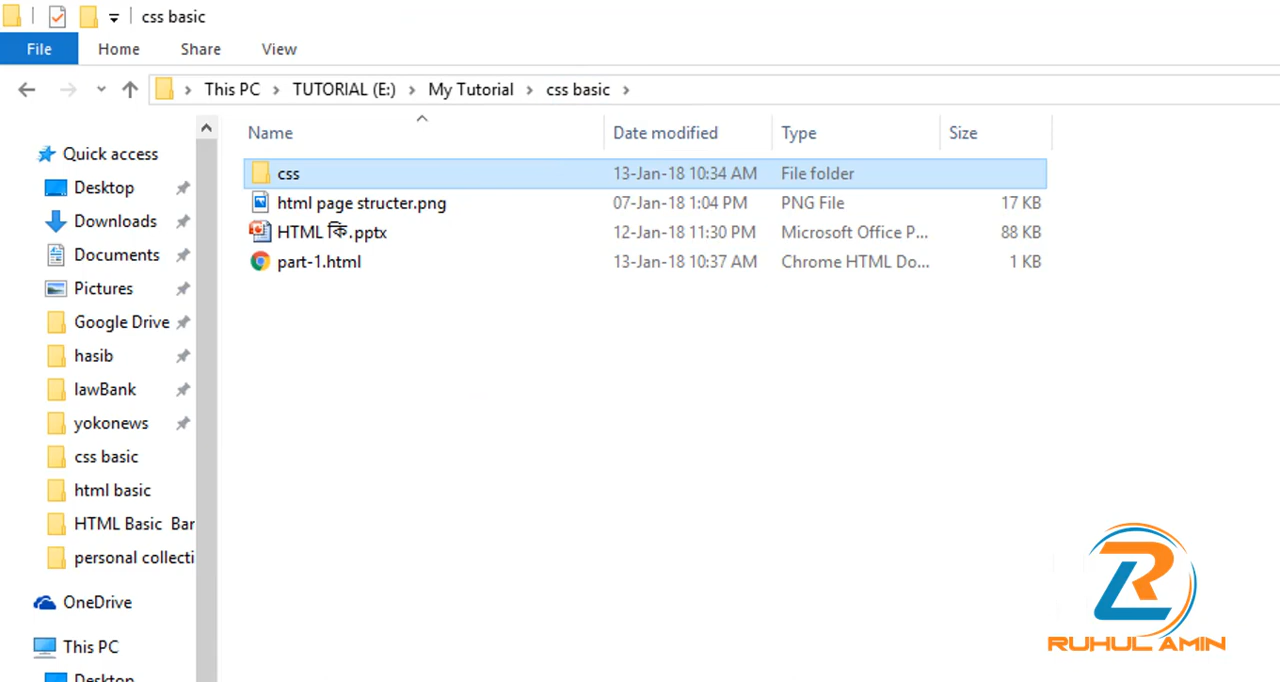 css basic
File Home Share View
This PC TUTORIAL (E:) My Tutorial css basic
Name Date modified Type Size
Quick access
Desktop
Downloads
Documents
Pictures
Google Drive
hasib
lawBank
yokonews
css basic
html basic
HTML Basic Bar
personal collecti
OneDrive
This PC
Desktop
css 13-Jan-18 10:34 AM File folder
html page structer.png 07-Jan-18 1:04 PM PNG File 17 KB
HTML কি.pptx 12-Jan-18 11:30 PM Microsoft Office P... 88 KB
part-1.html 13-Jan-18 10:37 AM Chrome HTML Do... 1 KB
RUHUL AMIN